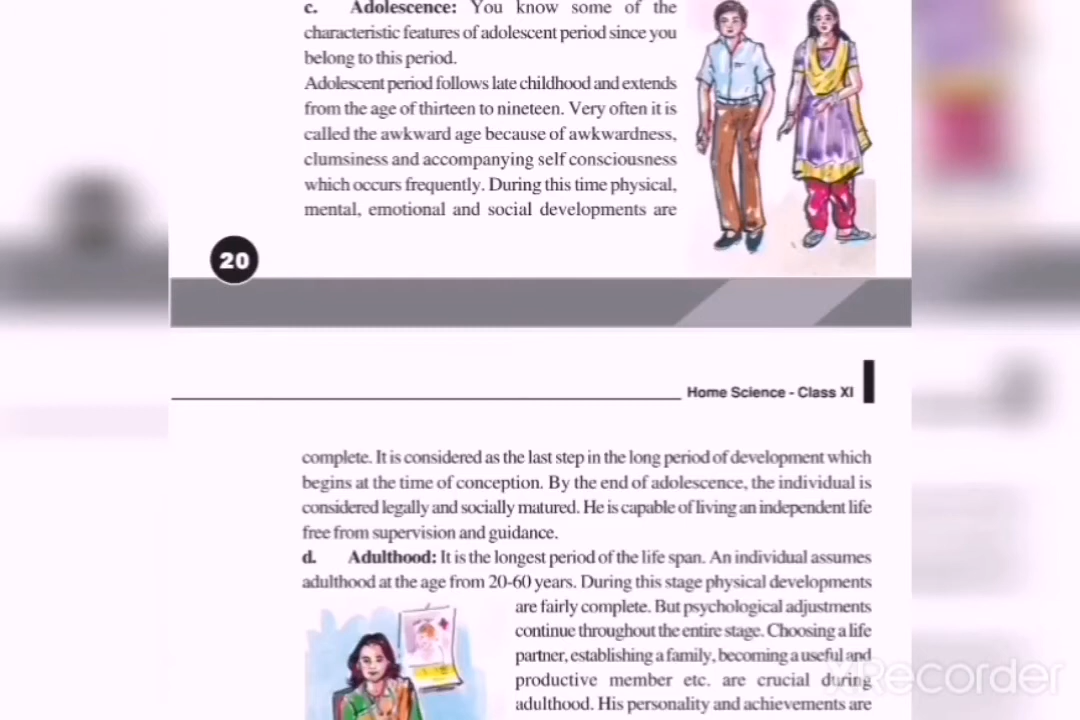 c. Adolescence: You know some of the
characteristic features of adolescent period since you
belong to this period.
Adolescent period follows late childhood and extends
from the age of thirteen to nineteen. Very often it is
called the awkward age because of awkwardness,
clumsiness and accompanying self consciousness
which occurs frequently. During this time physical,
mental, emotional and social developments are
20
Home Science - Class XI
complete. It is considered as the last step in the long period of development which
begins at the time of conception. By the end of adolescence, the individual is
considered legally and socially matured. He is capable of living an independent life
free from supervision and guidance.
d. Adulthood: It is the longest period of the life span. An individual assumes
adulthood at the age from 20-60 years. During this stage physical developments
are fairly complete. But psychological adjustments
continue throughout the entire stage. Choosing a life
partner, establishing a family, becoming a useful and
productive member etc. are crucial during
adulthood. His personality and achievements are
XRecorder